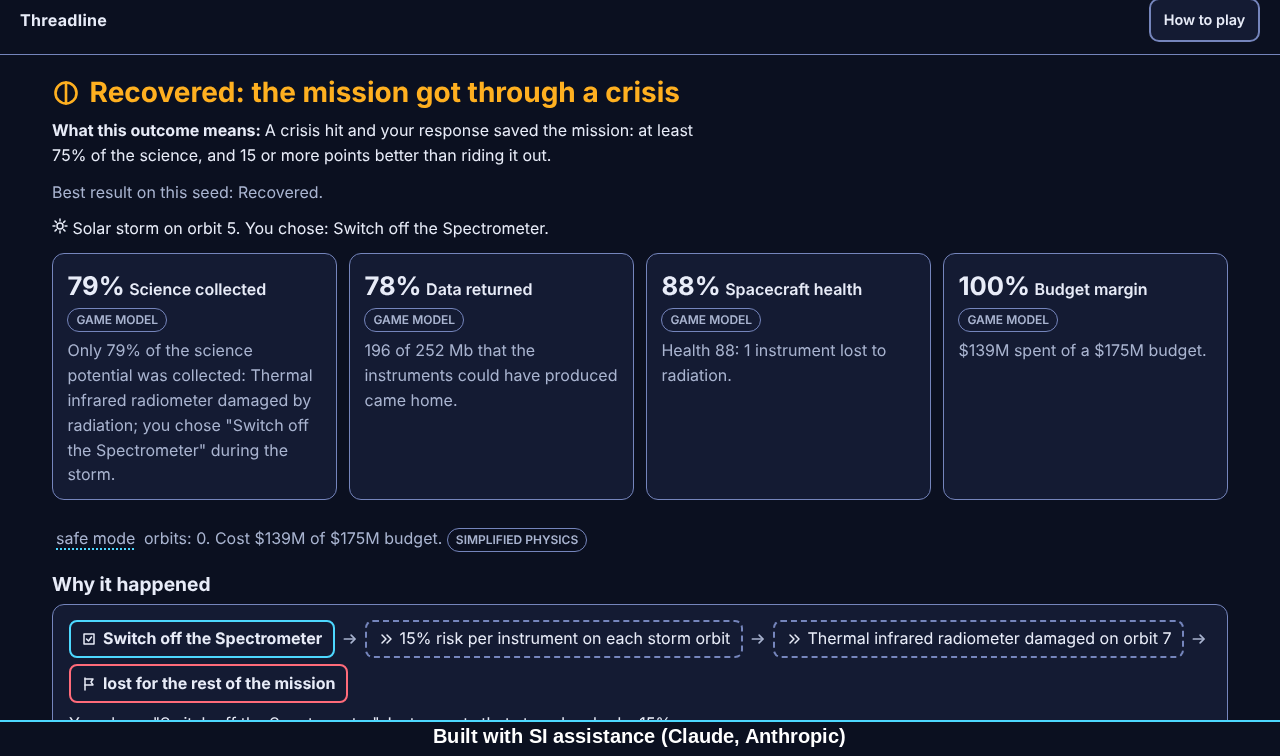 Threadline
How to play
Recovered: the mission got through a crisis
What this outcome means: A crisis hit and your response saved the mission: at least
75% of the science, and 15 or more points better than riding it out.
Best result on this seed: Recovered.
Solar storm on orbit 5. You chose: Switch off the Spectrometer.
79% Science collected
GAME MODEL
Only 79% of the science
potential was collected: Thermal
infrared radiometer damaged by
radiation; you chose "Switch off
the Spectrometer" during the
storm.
78% Data returned
GAME MODEL
196 of 252 Mb that the
instruments could have produced
came home.
88% Spacecraft health
GAME MODEL
Health 88: 1 instrument lost to
radiation.
100% Budget margin
GAME MODEL
$139M spent of a $175M budget.
safe mode orbits: 0. Cost $139M of $175M budget. SIMPLIFIED PHYSICS
Why it happened
Switch off the Spectrometer → » 15% risk per instrument on each storm orbit → » Thermal infrared radiometer damaged on orbit 7 →
lost for the rest of the mission
Built with SI assistance (Claude, Anthropic)